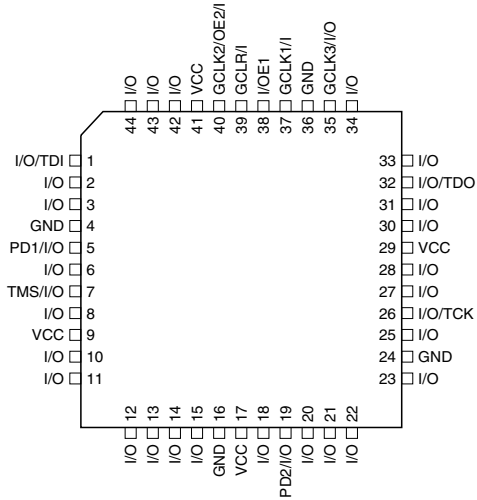 I/O
I/O
I/O
VCC
GCLK2/OE2/I
GCLR/I
I/OE1
GCLK1/I
GND
GCLK3/I/O
I/O
44
43
42
41
40
39
38
37
36
35
34
I/O/TDI 1
I/O 2
I/O 3
GND 4
PD1/I/O 5
I/O 6
TMS/I/O 7
I/O 8
VCC 9
I/O 10
I/O 11
33 I/O
32 I/O/TDO
31 I/O
30 I/O
29 VCC
28 I/O
27 I/O
26 I/O/TCK
25 I/O
24 GND
23 I/O
12
13
14
15
16
17
18
19
20
21
22
I/O
I/O
I/O
I/O
GND
VCC
I/O
PD2/I/O
I/O
I/O
I/O